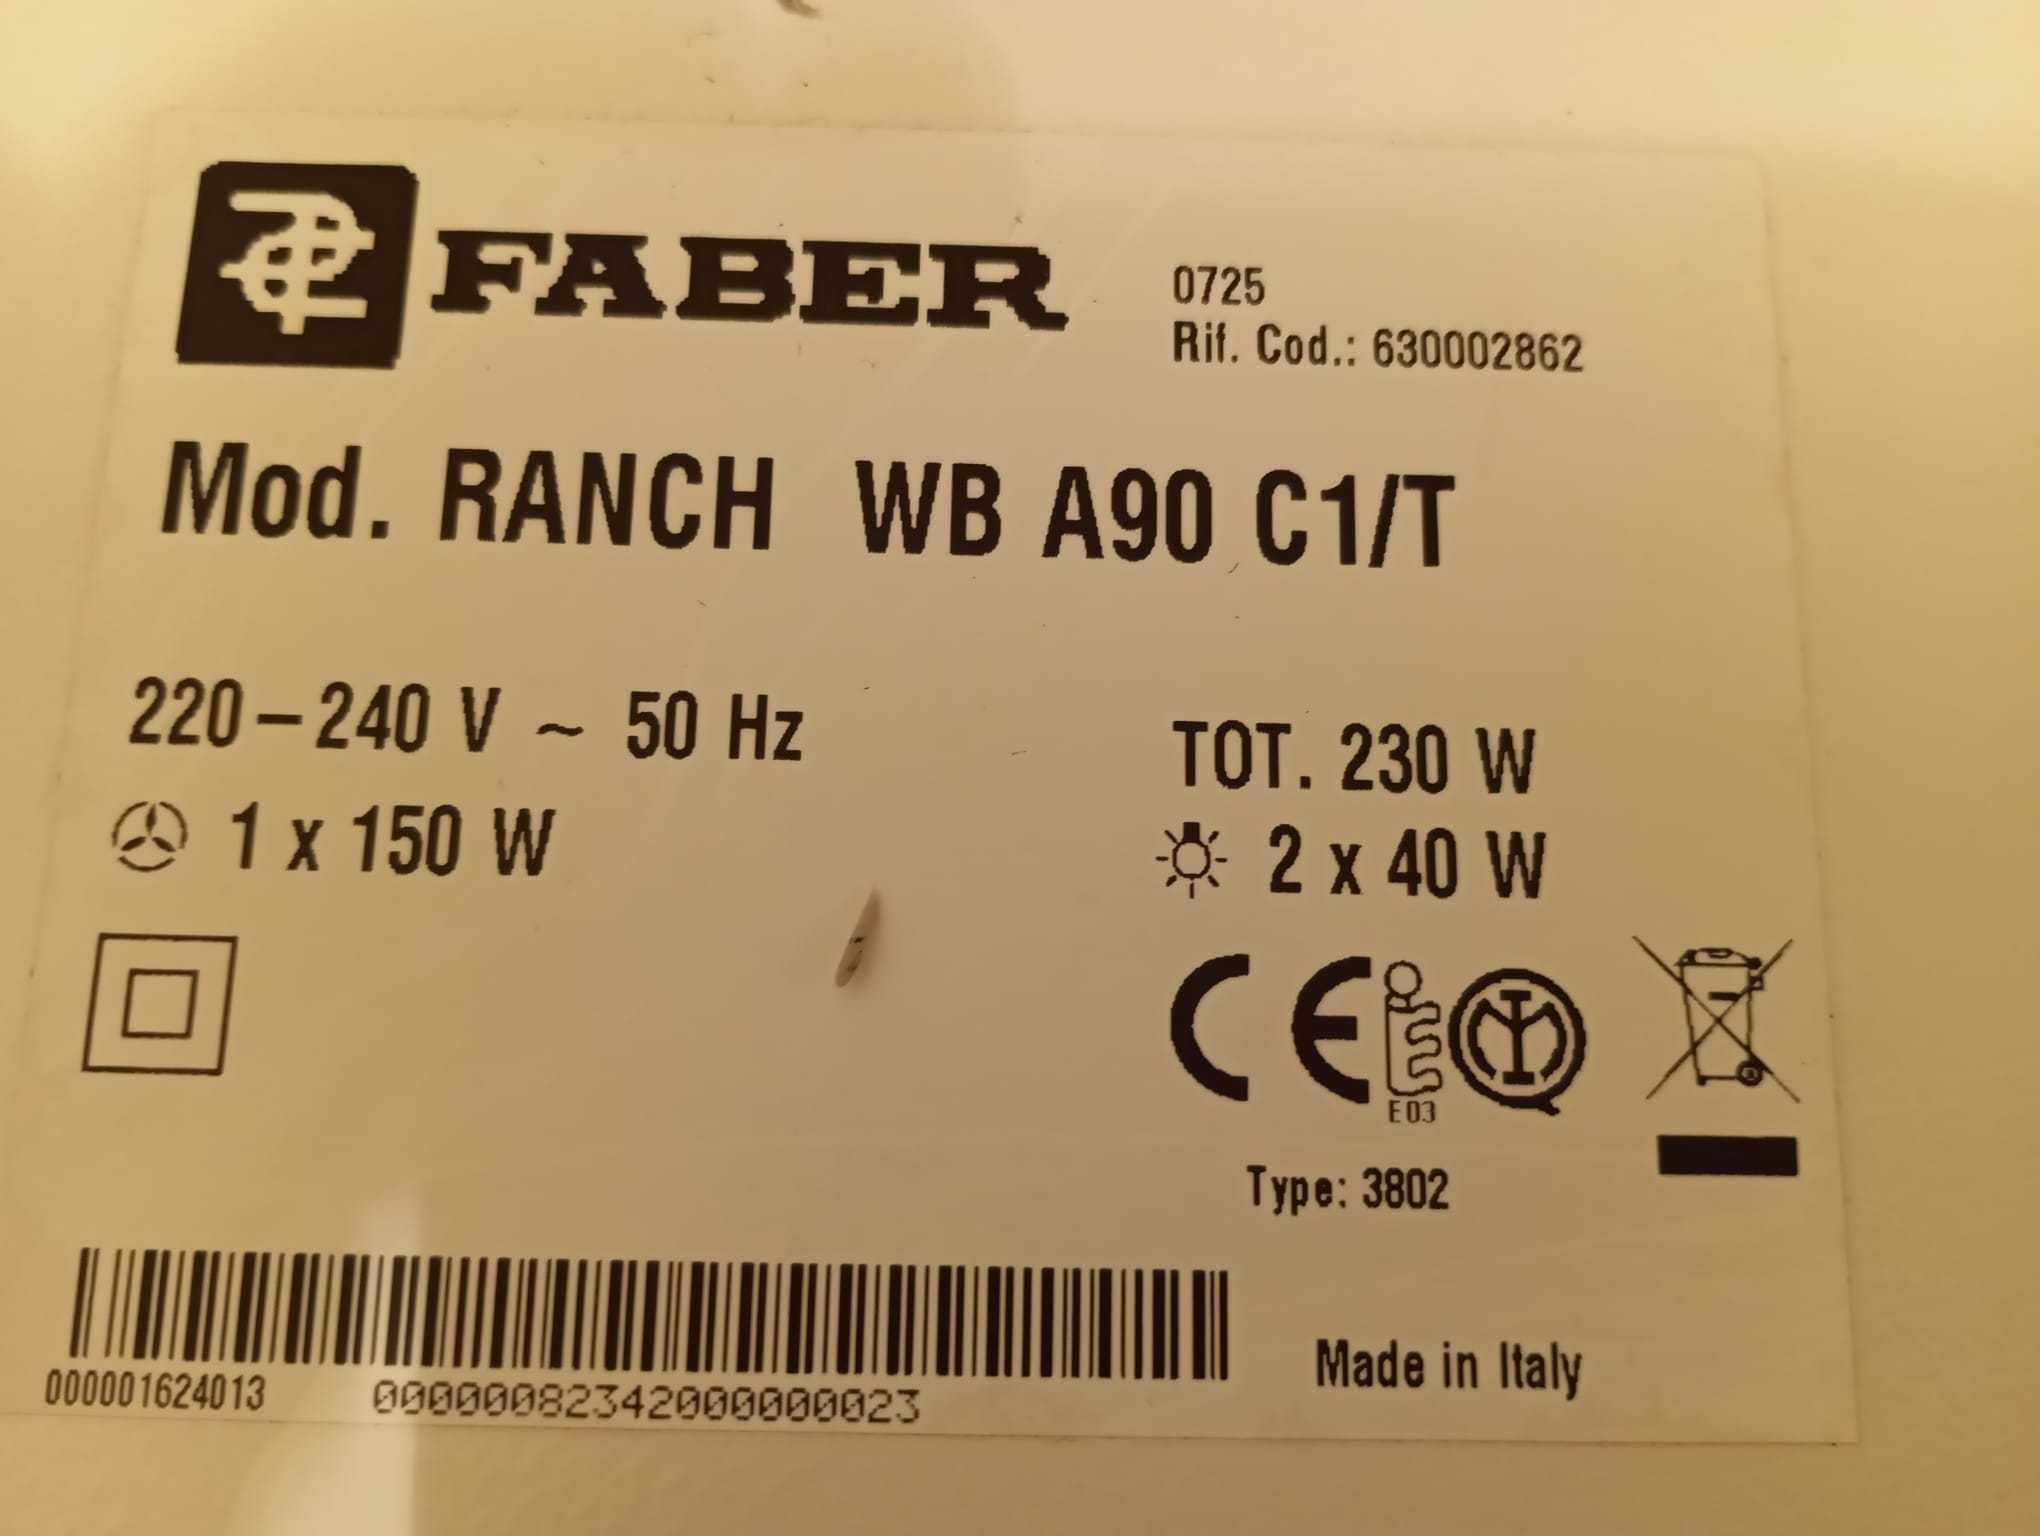 FABER
0725
Rif. Cod.: 630002862
Mod. RANCH WB A90 C1/T
220-240 V ~ 50 Hz
TOT. 230 W
1 x 150 W
2 x 40 W
CE
E03
Type: 3802
000001624013 00000082342000000023
Made in Italy